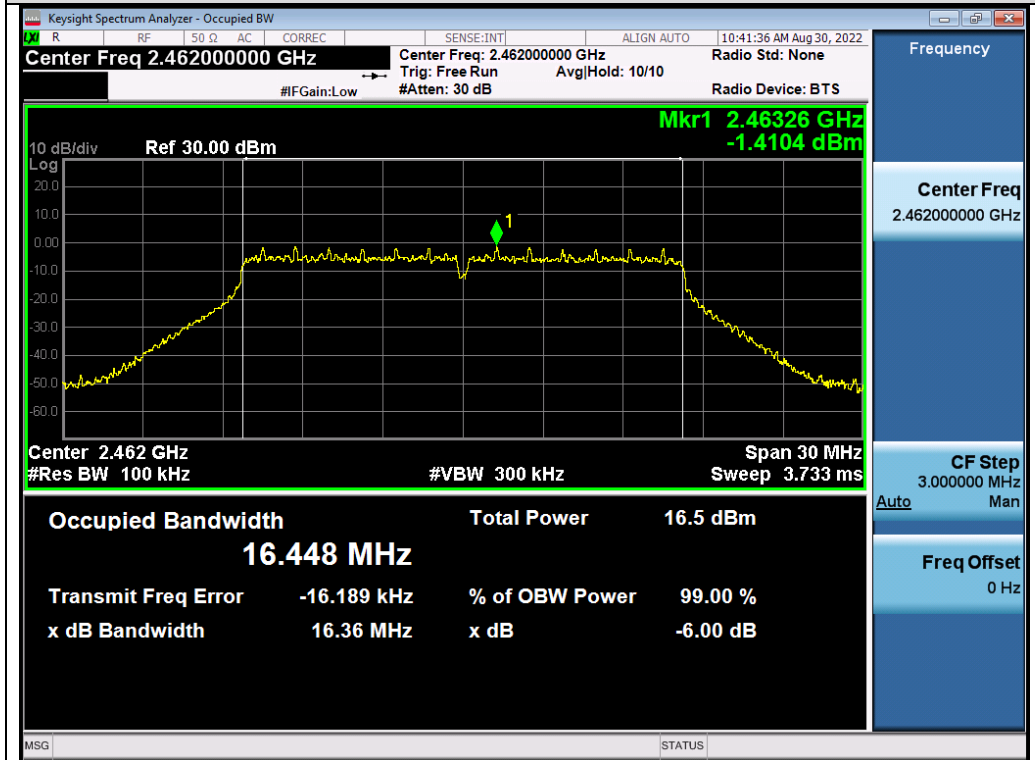 Keysight Spectrum Analyzer - Occupied BW
LXI R RF 50 Ω AC CORREC SENSE:INT ALIGN AUTO 10:41:36 AM Aug 30, 2022
Center Freq 2.462000000 GHz
Center Freq: 2.462000000 GHz Radio Std: None
Trig: Free Run Avg|Hold: 10/10
#IFGain:Low #Atten: 30 dB Radio Device: BTS
Frequency
Mkr1 2.46326 GHz
-1.4104 dBm
10 dB/div Ref 30.00 dBm
Log
20.0
10.0
0.00
-10.0
-20.0
-30.0
-40.0
-50.0
-60.0
1
Center 2.462 GHz Span 30 MHz
#Res BW 100 kHz #VBW 300 kHz Sweep 3.733 ms
Center Freq
2.462000000 GHz
CF Step
3.000000 MHz
Auto Man
Freq Offset
0 Hz
Occupied Bandwidth Total Power 16.5 dBm
16.448 MHz
Transmit Freq Error -16.189 kHz % of OBW Power 99.00 %
x dB Bandwidth 16.36 MHz x dB -6.00 dB
MSG STATUS